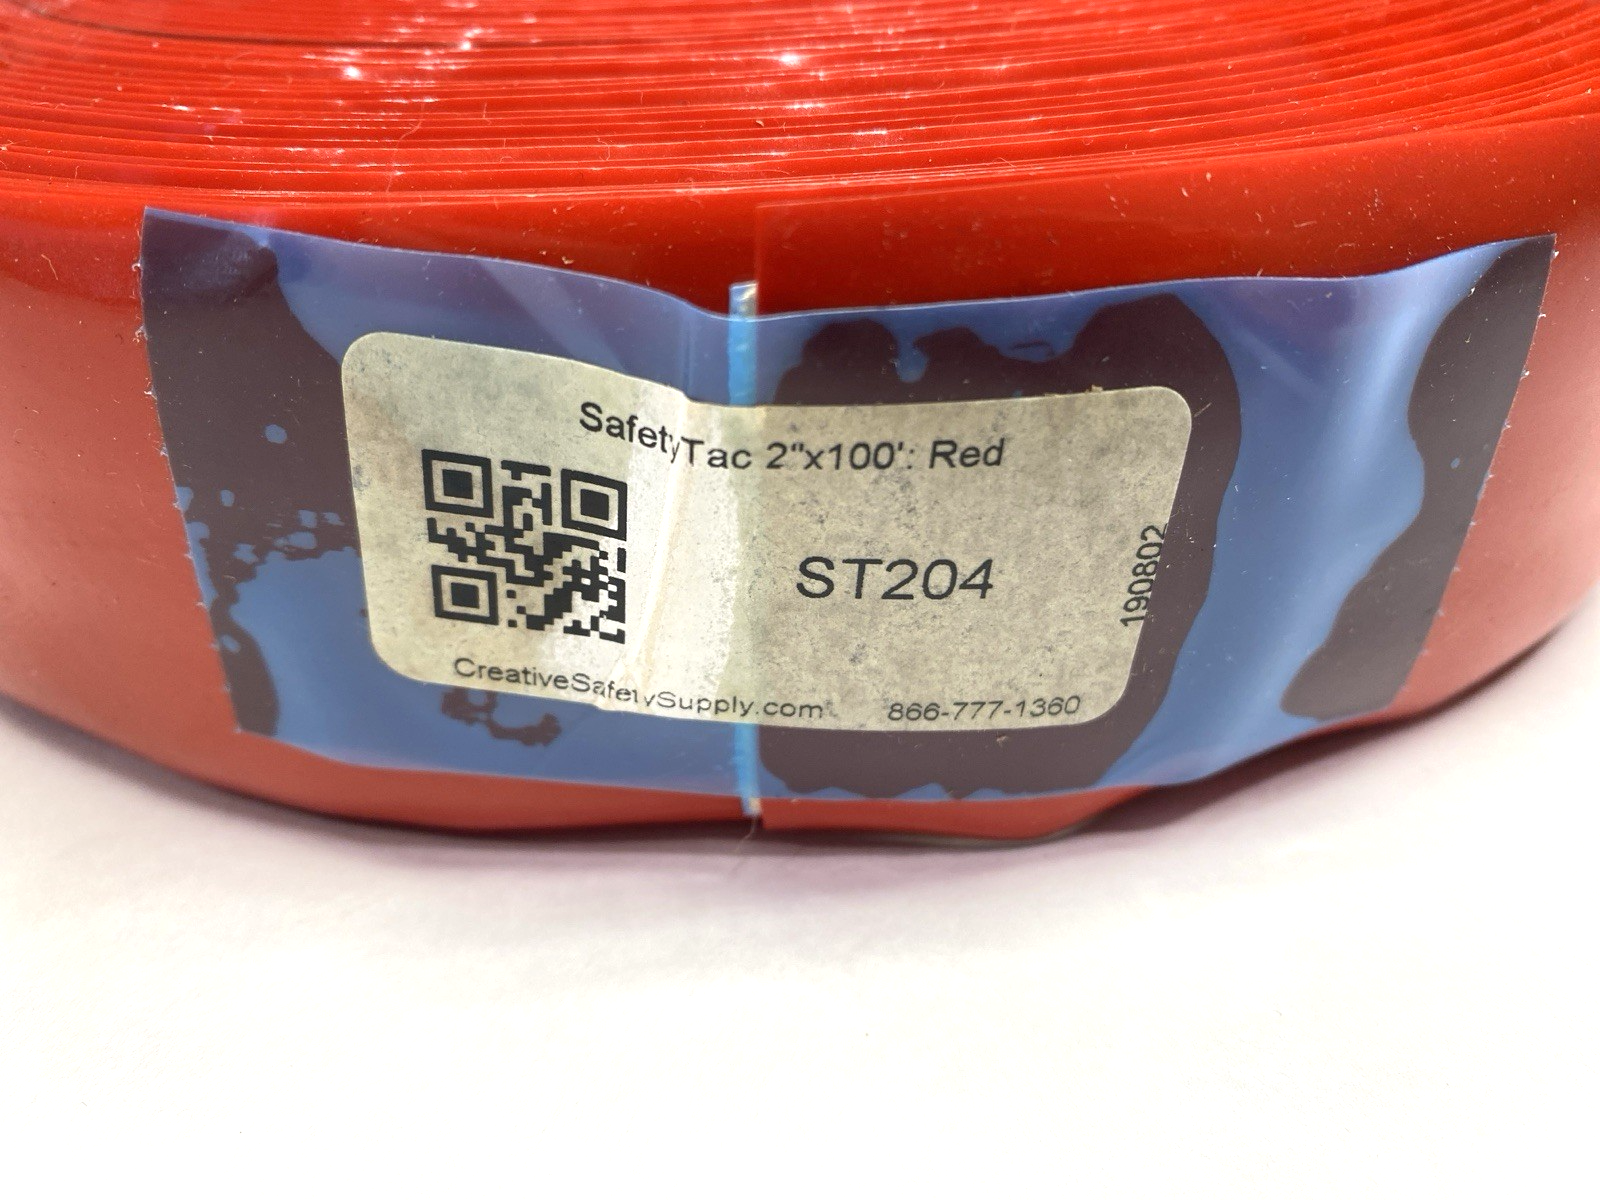 SafetyTac 2"x100': Red
ST204
190802
CreativeSafetySupply.com
866-777-1360